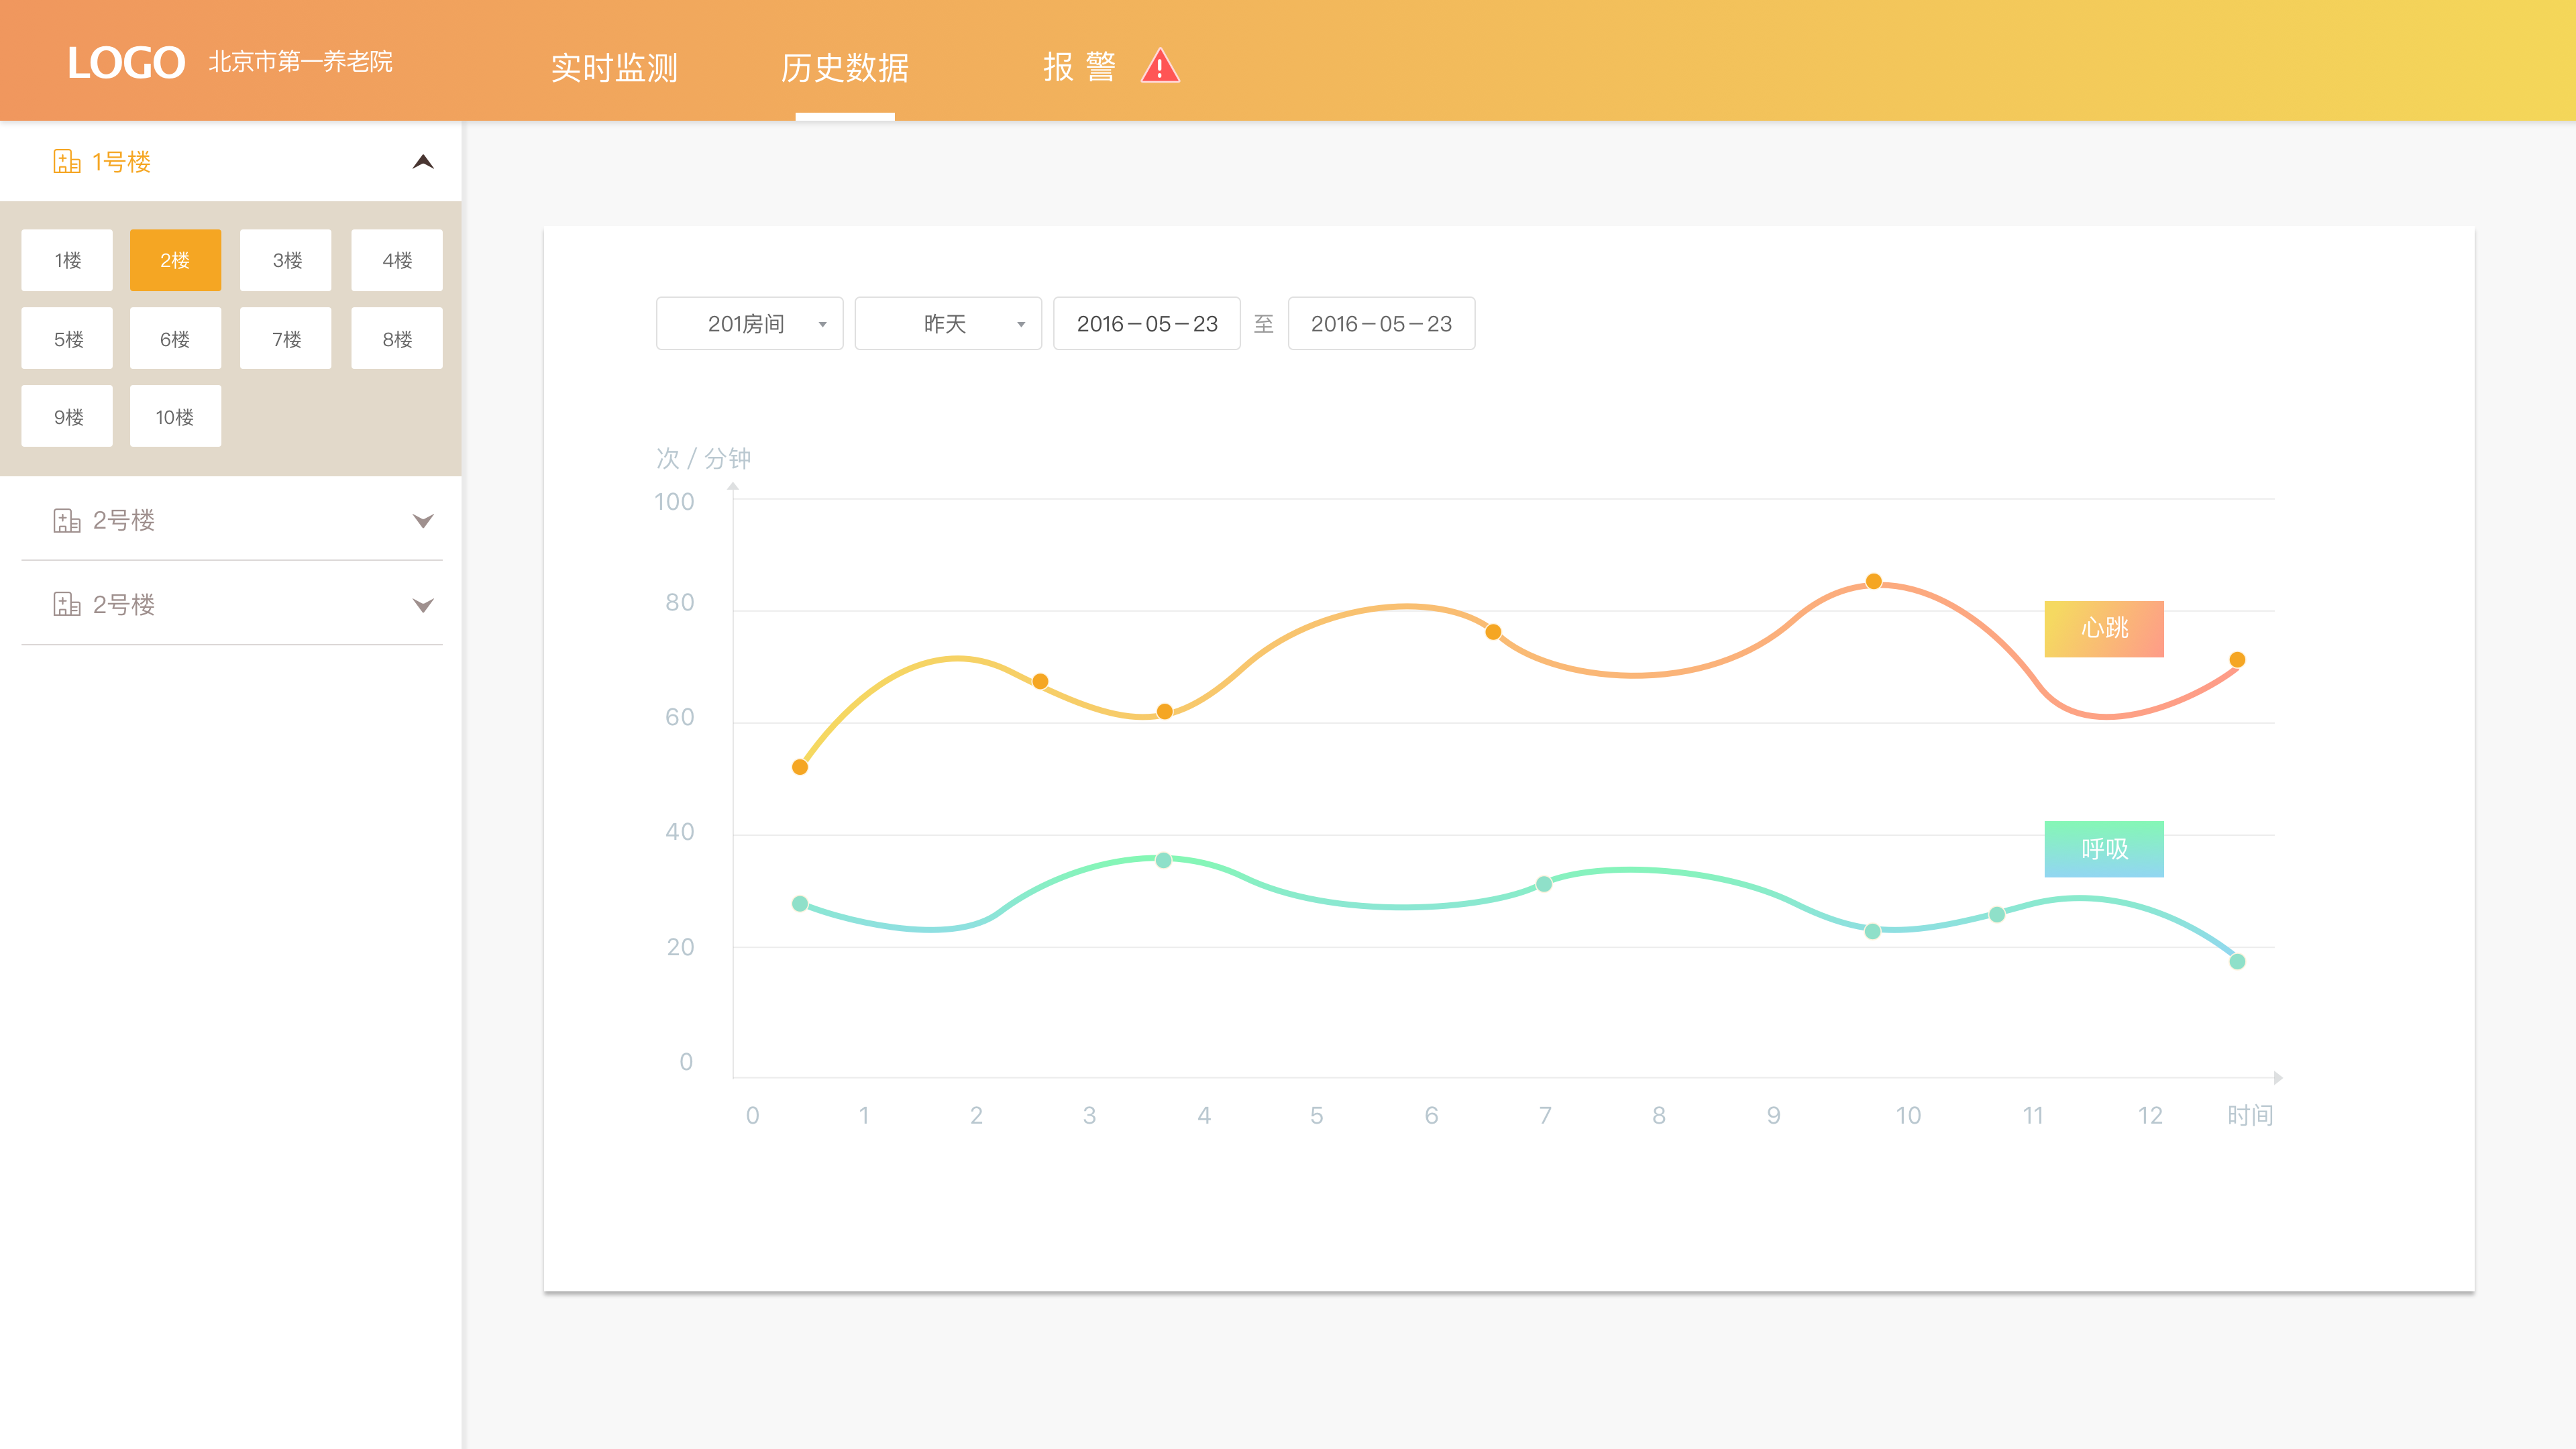 LOGO 北京市第一养老院 实时监测 历史数据 报 警
1号楼
1楼 2楼 3楼 4楼
5楼 6楼 7楼 8楼
9楼 10楼
2号楼
2号楼
201房间 昨天 2016-05-23 至 2016-05-23
次 / 分钟
100
80
60
40
20
0
心跳
呼吸
0 1 2 3 4 5 6 7 8 9 10 11 12 时间